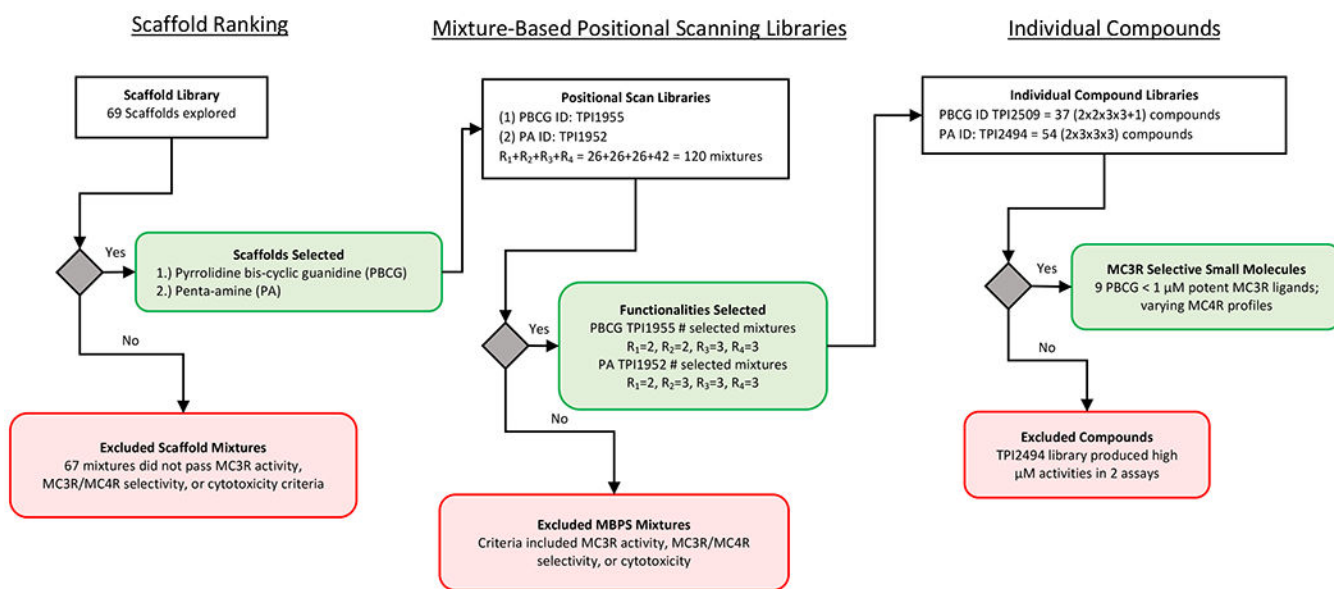 Scaffold Ranking
Scaffold Library
69 Scaffolds explored
Yes
Scaffolds Selected
1.) Pyrrolidine bis-cyclic guanidine (PBCG)
2.) Penta-amine (PA)
No
Excluded Scaffold Mixtures
67 mixtures did not pass MC3R activity,
MC3R/MC4R selectivity, or cytotoxicity criteria
Mixture-Based Positional Scanning Libraries
Positional Scan Libraries
(1) PBCG ID: TPI1955
(2) PA ID: TPI1952
R₁+R₂+R₃+R₄ = 26+26+26+42 = 120 mixtures
Yes
Functionalities Selected
PBCG TPI1955 # selected mixtures
R₁=2, R₂=2, R₃=3, R₄=3
PA TPI1952 # selected mixtures
R₁=2, R₂=3, R₃=3, R₄=3
No
Excluded MBPS Mixtures
Criteria included MC3R activity, MC3R/MC4R
selectivity, or cytotoxicity
Individual Compounds
Individual Compound Libraries
PBCG ID TPI2509 = 37 (2x2x3x3+1) compounds
PA ID: TPI2494 = 54 (2x3x3x3) compounds
Yes
MC3R Selective Small Molecules
9 PBCG < 1 µM potent MC3R ligands;
varying MC4R profiles
No
Excluded Compounds
TPI2494 library produced high
µM activities in 2 assays